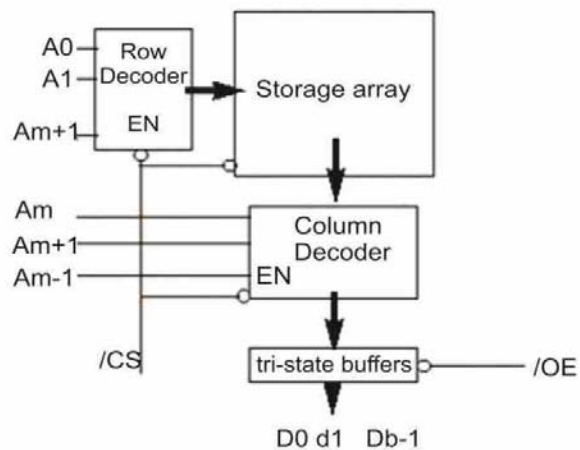 A0
Row
Decoder
A1
Storage array
EN
Am+1
Am
Column
Decoder
Am+1
Am-1
EN
/CS
tri-state buffers
/OE
D0 d1 Db-1